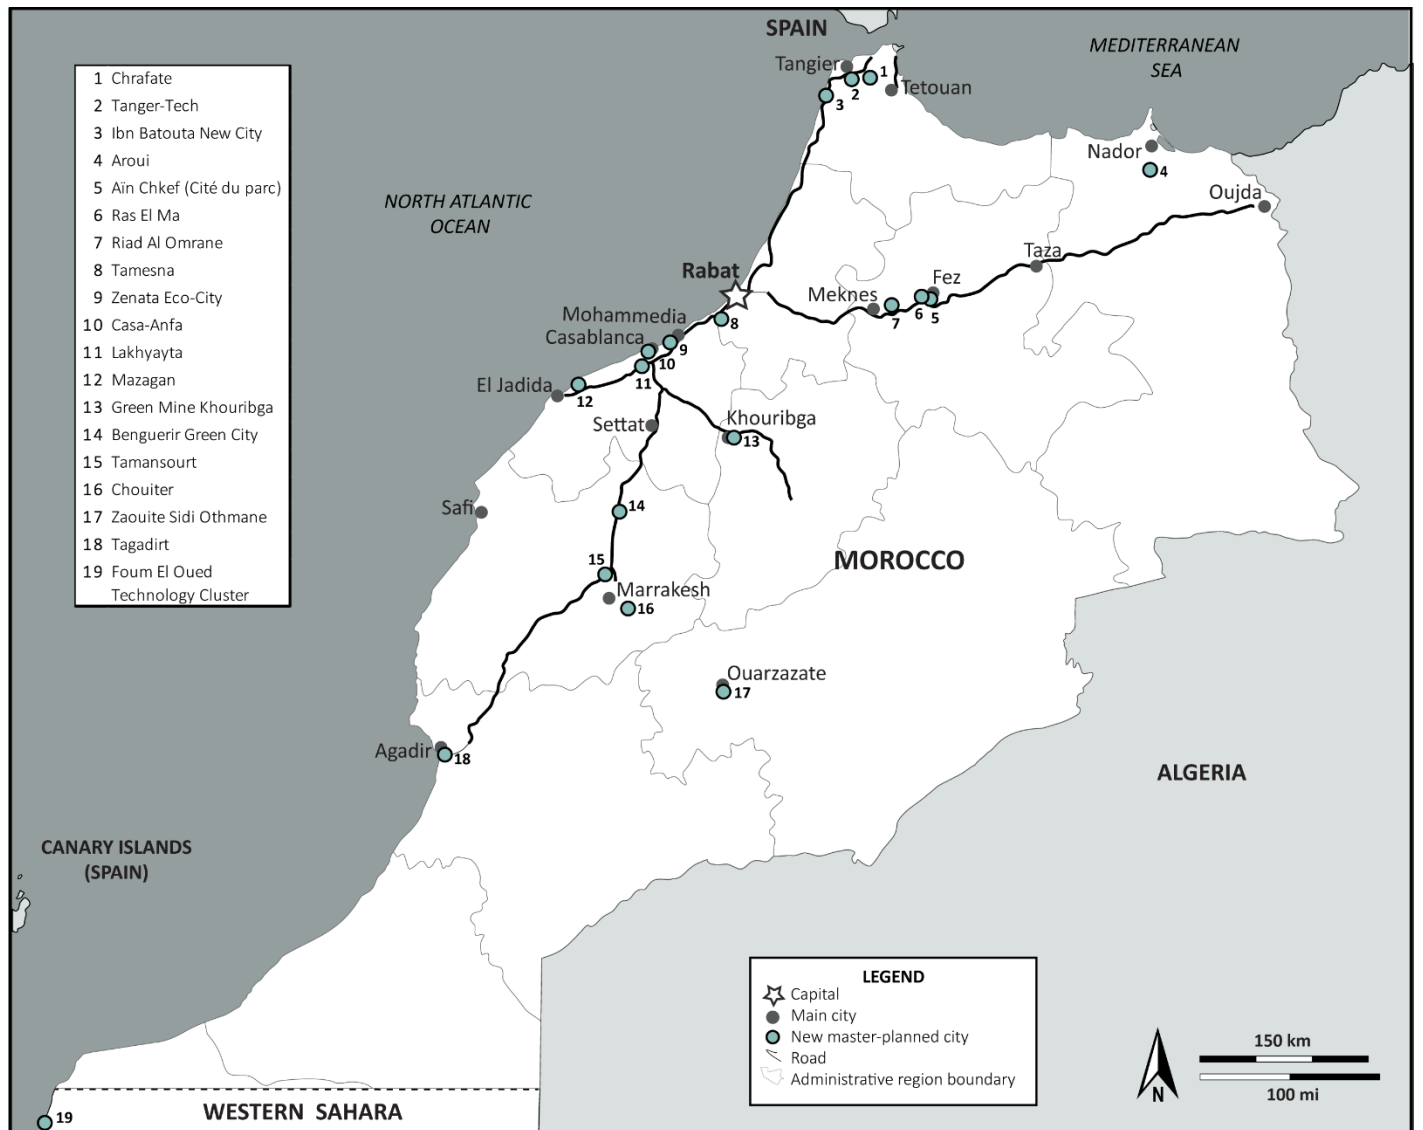 SPAIN
MEDITERRANEAN
SEA
Tangier
1
2
Tetouan
3
1 Chrafate
2 Tanger-Tech
3 Ibn Batouta New City
4 Aroui
5 Aïn Chkef (Cité du parc)
6 Ras El Ma
7 Riad Al Omrane
8 Tamesna
9 Zenata Eco-City
10 Casa-Anfa
11 Lakhyayta
12 Mazagan
13 Green Mine Khouribga
14 Benguerir Green City
15 Tamansourt
16 Chouiter
17 Zaouite Sidi Othmane
18 Tagadirt
19 Foum El Oued
Technology Cluster
Nador
4
Oujda
NORTH ATLANTIC
OCEAN
Taza
Rabat
Fez
Meknes
6
5
7
8
Mohammedia
Casablanca
9
10
11
El Jadida
12
Settat
Khouribga
13
Safi
14
MOROCCO
15
Marrakesh
16
Ouarzazate
17
Agadir
18
ALGERIA
CANARY ISLANDS
(SPAIN)
LEGEND
Capital
Main city
New master-planned city
Road
Administrative region boundary
150 km
100 mi
N
WESTERN SAHARA
19